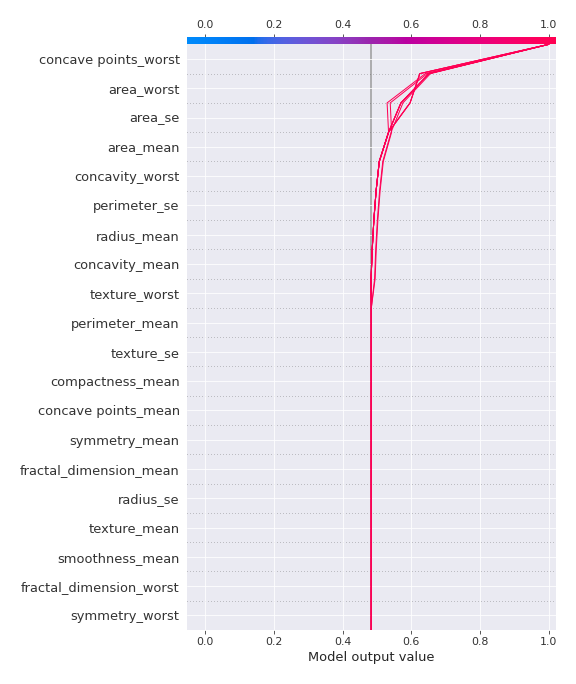 0.0 0.2 0.4 0.6 0.8 1.0
concave points_worst
area_worst
area_se
area_mean
concavity_worst
perimeter_se
radius_mean
concavity_mean
texture_worst
perimeter_mean
texture_se
compactness_mean
concave points_mean
symmetry_mean
fractal_dimension_mean
radius_se
texture_mean
smoothness_mean
fractal_dimension_worst
symmetry_worst
0.0 0.2 0.4 0.6 0.8 1.0
Model output value